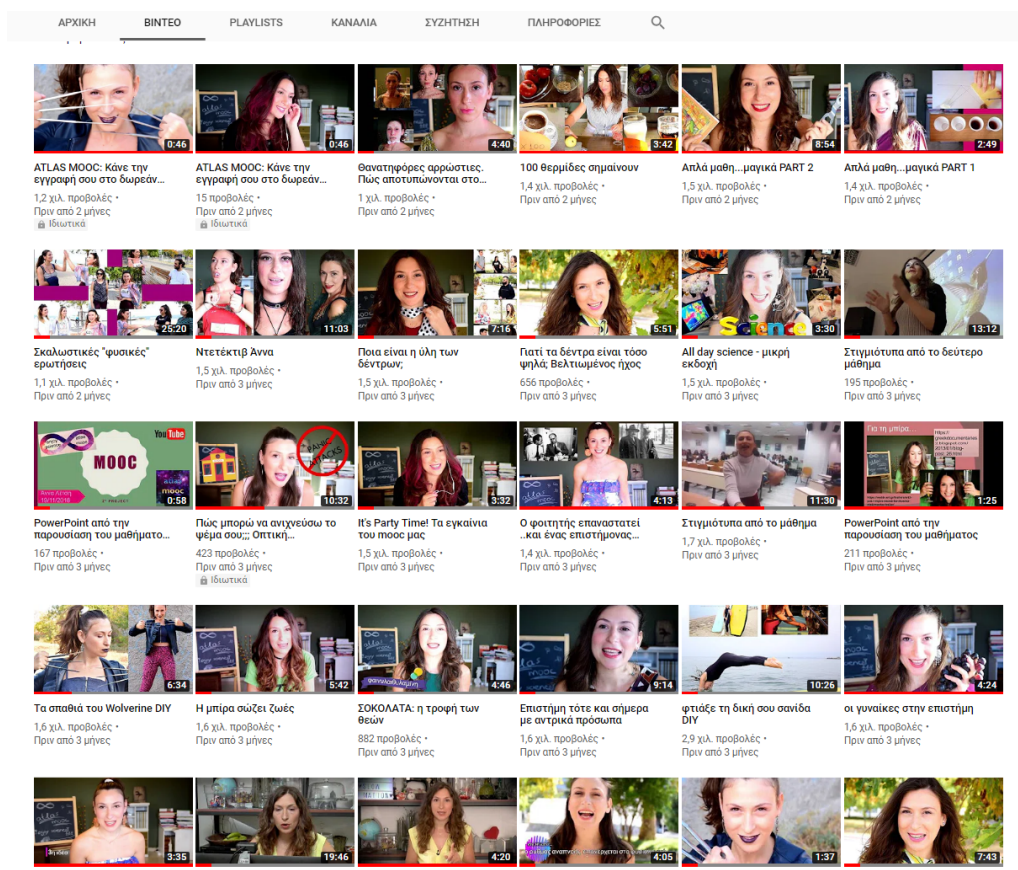 ΑΡΧΙΚΗ ΒΙΝΤΕΟ PLAYLISTS ΚΑΝΑΛΙΑ ΣΥΖΗΤΗΣΗ ΠΛΗΡΟΦΟΡΙΕΣ
0:46 0:46 4:40 3:42 8:54 2:49
ATLAS MOOC: Κάνε την
εγγραφή σου στο δωρεάν...
1,2 χιλ. προβολές •
Πριν από 2 μήνες
Ιδιωτικά
ATLAS MOOC: Κάνε την
εγγραφή σου στο δωρεάν...
15 προβολές •
Πριν από 2 μήνες
Ιδιωτικά
Θανατηφόρες αρρώστιες.
Πώς αποτυπώνονται στο...
1 χιλ. προβολές •
Πριν από 2 μήνες
100 θερμίδες σημαίνουν
1,4 χιλ. προβολές •
Πριν από 2 μήνες
Απλά μαθη...μαγικά PART 2
1,5 χιλ. προβολές •
Πριν από 2 μήνες
Απλά μαθη...μαγικά PART 1
1,4 χιλ. προβολές •
Πριν από 2 μήνες
25:20 11:03 7:16 5:51 Science 3:30 13:12
Σκαλωστικές "φυσικές"
ερωτήσεις
1,1 χιλ. προβολές •
Πριν από 2 μήνες
Ντετέκτιβ Άννα
1,5 χιλ. προβολές •
Πριν από 3 μήνες
Ποια είναι η ύλη των
δέντρων;
1,5 χιλ. προβολές •
Πριν από 3 μήνες
Γιατί τα δέντρα είναι τόσο
ψηλά; Βελτιωμένος ήχος
656 προβολές •
Πριν από 3 μήνες
All day science - μικρή
εκδοχή
1,5 χιλ. προβολές •
Πριν από 3 μήνες
Στιγμιότυπα από το δεύτερο
μάθημα
195 προβολές •
Πριν από 3 μήνες
YouTube
MOOC
atlas
mooc
0:58
PANIC
ATTACKS
10:32
3:32
4:13
11:30
Για τη μπίρα...
1:25
PowerPoint από την
παρουσίαση του μαθήματο...
167 προβολές •
Πριν από 3 μήνες
Πώς μπορώ να ανιχνεύσω το
ψέμα σου;;; Οπτική...
423 προβολές •
Πριν από 3 μήνες
Ιδιωτικά
It's Party Time! Τα εγκαίνια
του mooc μας
1,5 χιλ. προβολές •
Πριν από 3 μήνες
Ο φοιτητής επαναστατεί
..και ένας επιστήμονας...
1,4 χιλ. προβολές •
Πριν από 3 μήνες
Στιγμιότυπα από το μάθημα
1,7 χιλ. προβολές •
Πριν από 3 μήνες
PowerPoint από την
παρουσίαση του μαθήματος
211 προβολές •
Πριν από 3 μήνες
6:34 5:42 4:46 9:14 10:26 4:24
Τα σπαθιά του Wolverine DIY
1,6 χιλ. προβολές •
Πριν από 3 μήνες
Η μπίρα σώζει ζωές
1,6 χιλ. προβολές •
Πριν από 3 μήνες
ΣΟΚΟΛΑΤΑ: η τροφή των
θεών
882 προβολές •
Πριν από 3 μήνες
Επιστήμη τότε και σήμερα
με αντρικά πρόσωπα
1,6 χιλ. προβολές •
Πριν από 3 μήνες
φτιάξε τη δική σου σανίδα
DIY
2,9 χιλ. προβολές •
Πριν από 3 μήνες
οι γυναίκες στην επιστήμη
1,6 χιλ. προβολές •
Πριν από 3 μήνες
3:35 19:46 4:20 4:05 1:37 7:43